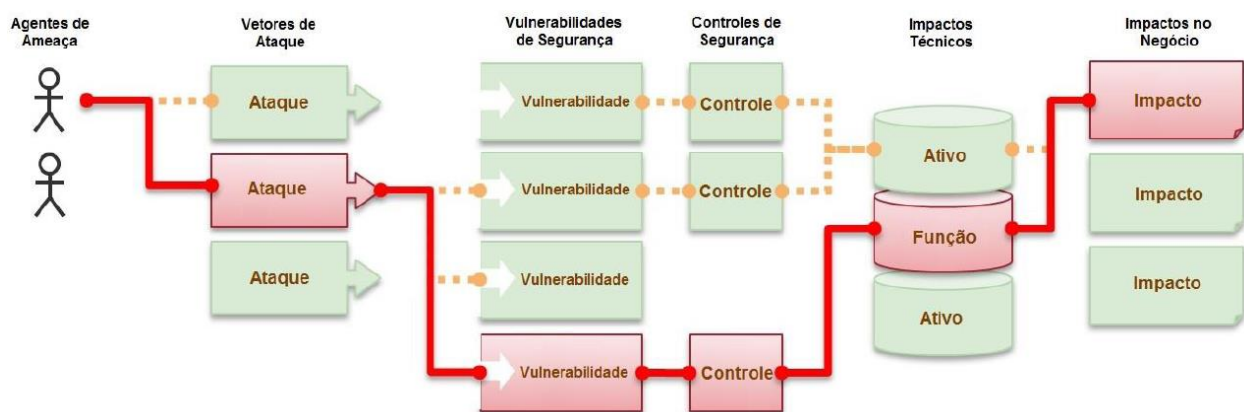 Agentes de
Ameaça
Vetores de
Ataque
Vulnerabilidades
de Segurança
Controles de
Segurança
Impactos
Técnicos
Impactos no
Negócio
Ataque
Vulnerabilidade
Controle
Impacto
Ativo
Ataque
Vulnerabilidade
Controle
Impacto
Função
Ataque
Vulnerabilidade
Impacto
Ativo
Vulnerabilidade
Controle